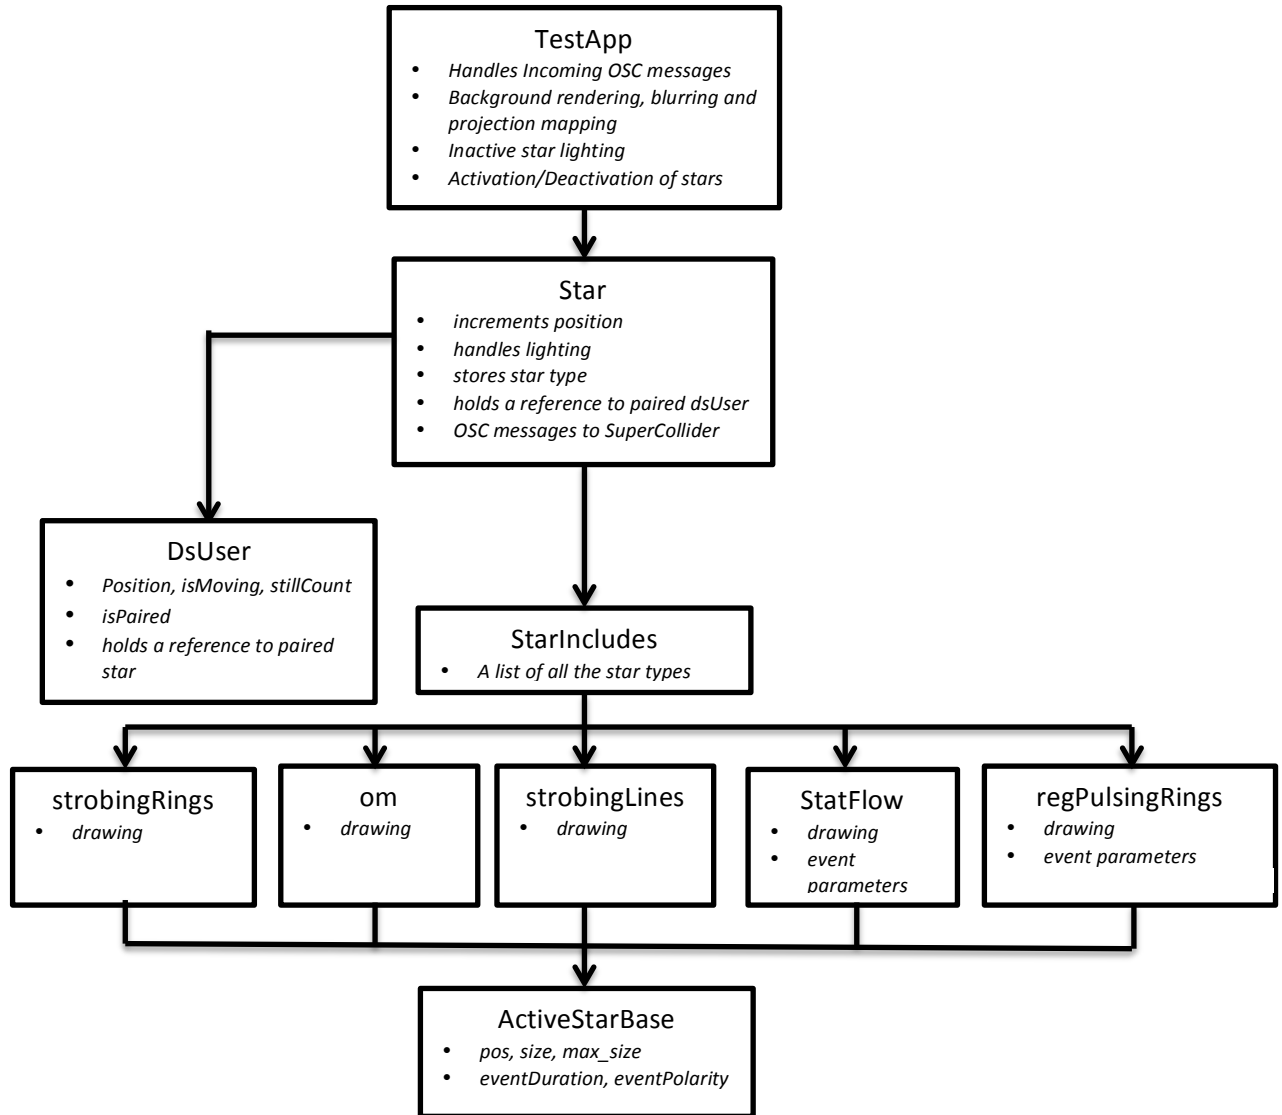 TestApp
• Handles Incoming OSC messages
• Background rendering, blurring and
projection mapping
• Inactive star lighting
• Activation/Deactivation of stars
Star
• increments position
• handles lighting
• stores star type
• holds a reference to paired dsUser
• OSC messages to SuperCollider
DsUser
• Position, isMoving, stillCount
• isPaired
• holds a reference to paired
star
StarIncludes
• A list of all the star types
strobingRings
• drawing
om
• drawing
strobingLines
• drawing
StatFlow
• drawing
• event
parameters
regPulsingRings
• drawing
• event parameters
ActiveStarBase
• pos, size, max_size
• eventDuration, eventPolarity